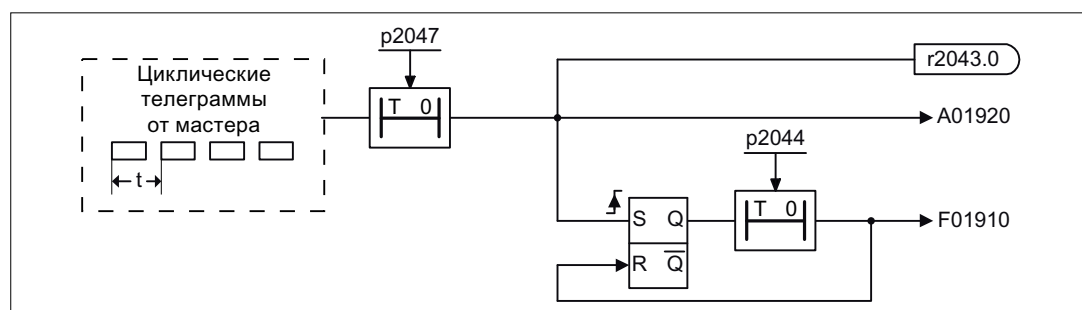 p2047
r2043.0
Циклические
телеграммы
от мастера
T 0
A01920
p2044
t
T 0
S Q
F01910
R Q̅